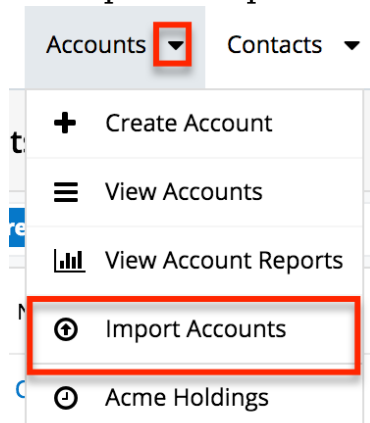 Accounts Contacts
Create Account
View Accounts
View Account Reports
Import Accounts
Acme Holdings